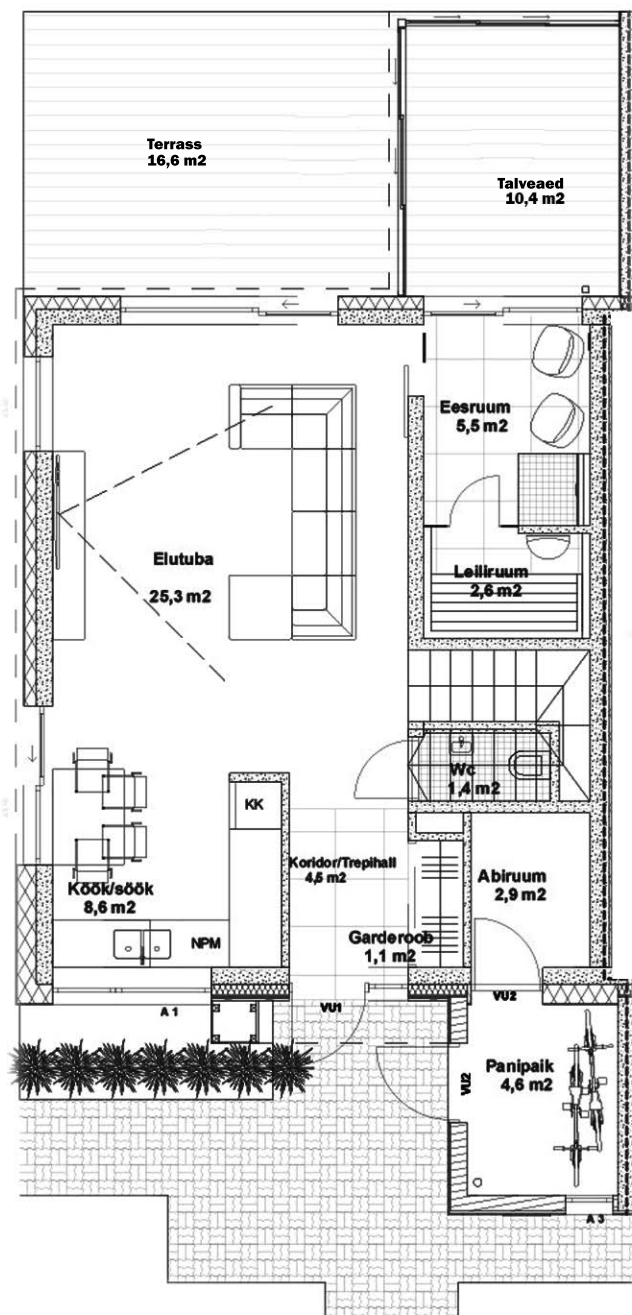 Terrass
16,6 m2
Talveaed
10,4 m2
Eesruum
5,5 m2
Elutuba
25,3 m2
Leiliruum
2,6 m2
Wc
1,4 m2
KK
Koridor/Trepihall
4,5 m2
Abiruum
2,9 m2
Köök/söök
8,6 m2
NPM
Garderoob
1,1 m2
A 1
VU1
VU2
Panipaik
4,6 m2
VU2
A 3